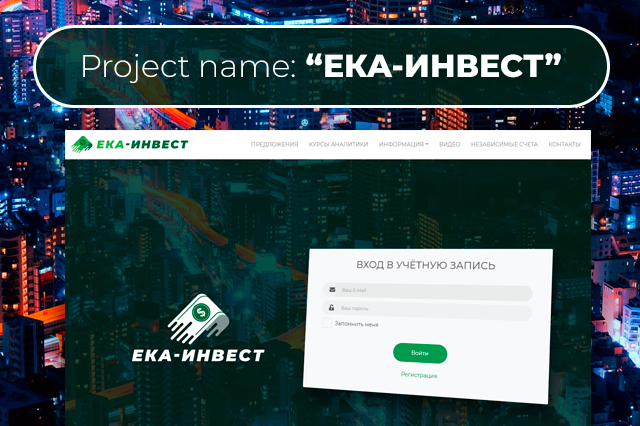 Project name: “ЕКА-ИНВЕСТ”
ЕКА-ИНВЕСТ
ПРЕДЛОЖЕНИЯ КУРСЫ АНАЛИТИКИ ИНФОРМАЦИЯ ВИДЕО НЕЗАВИСИМЫЕ СЧЕТА КОНТАКТЫ
ВХОД В УЧЁТНУЮ ЗАПИСЬ
Ваш E-Mail
Ваш пароль
Запомнить меня
Войти
Регистрация
$
ЕКА-ИНВЕСТ